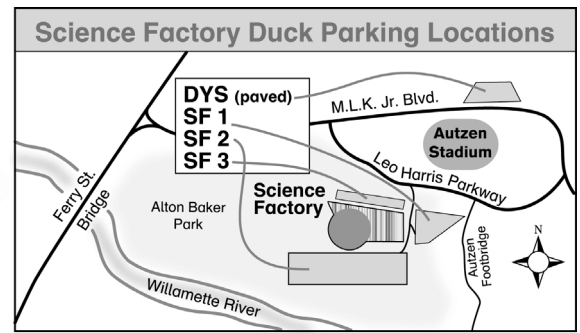 Science Factory Duck Parking Locations
DYS (paved)
SF 1
SF 2
SF 3
M.L.K. Jr. Blvd.
Autzen
Stadium
Leo Harris Parkway
Science
Factory
Ferry St.
Bridge
Alton Baker
Park
Autzen
Footbridge
N
Willamette River